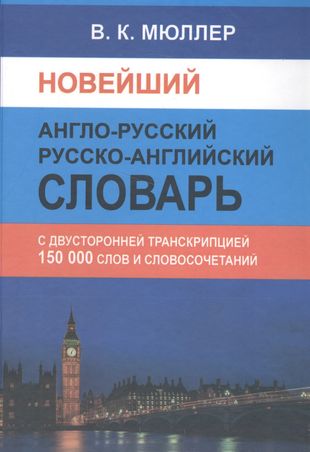 В. К. МЮЛЛЕР
НОВЕЙШИЙ
АНГЛО-РУССКИЙ
РУССКО-АНГЛИЙСКИЙ
СЛОВАРЬ
С ДВУСТОРОННЕЙ ТРАНСКРИПЦИЕЙ
150 000 СЛОВ И СЛОВОСОЧЕТАНИЙ